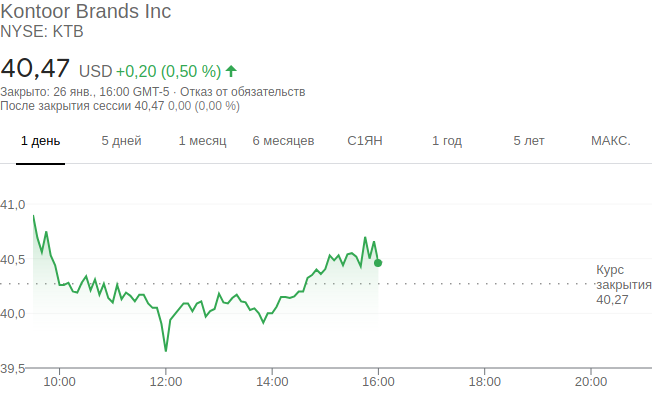 Kontoor Brands Inc
NYSE: KTB
40,47 USD +0,20 (0,50 %)
Закрыто: 26 янв., 16:00 GMT-5 · Отказ от обязательств
После закрытия сессии 40,47 0,00 (0,00 %)
1 день 5 дней 1 месяц 6 месяцев С1ЯН 1 год 5 лет МАКС.
41,0
40,5
Курс
закрытия
40,27
40,0
39,5
10:00 12:00 14:00 16:00 18:00 20:00